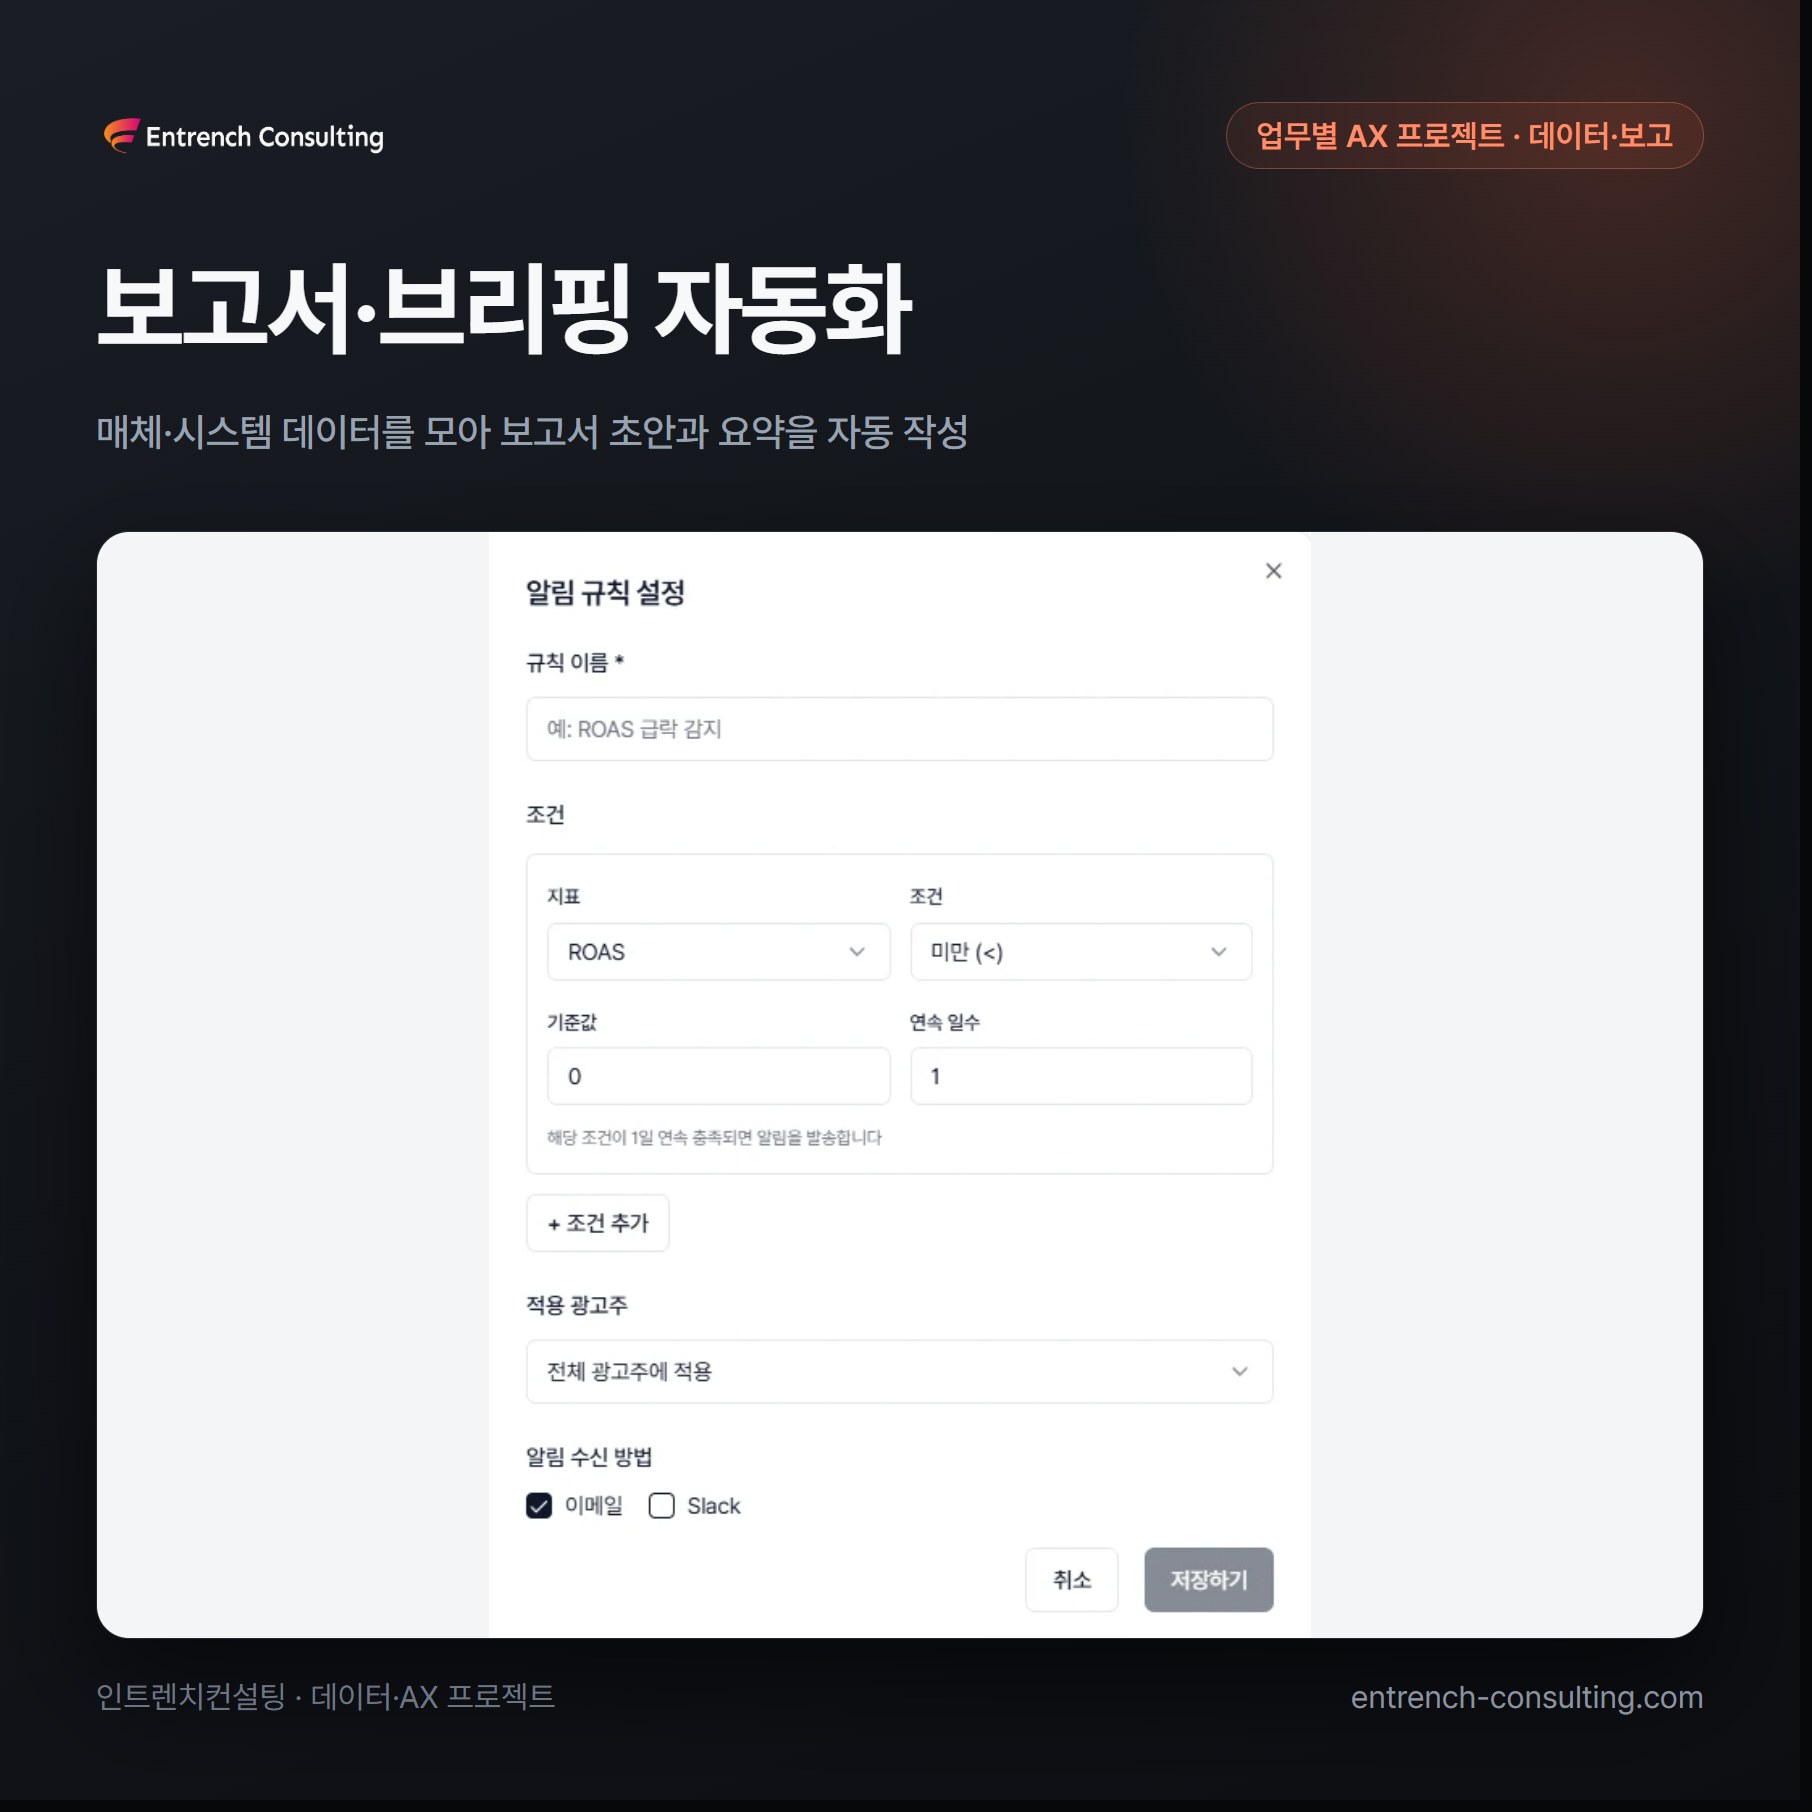 Entrench Consulting
업무별 AX 프로젝트 · 데이터·보고
보고서·브리핑 자동화
매체·시스템 데이터를 모아 보고서 초안과 요약을 자동 작성
알림 규칙 설정
규칙 이름 *
예: ROAS 급락 감지
조건
지표 조건
ROAS 미만 (<)
기준값 연속 일수
0 1
해당 조건이 1일 연속 충족되면 알림을 발송합니다
+ 조건 추가
적용 광고주
전체 광고주에 적용
알림 수신 방법
이메일 Slack
취소 저장하기
인트렌치컨설팅 · 데이터·AX 프로젝트
entrench-consulting.com